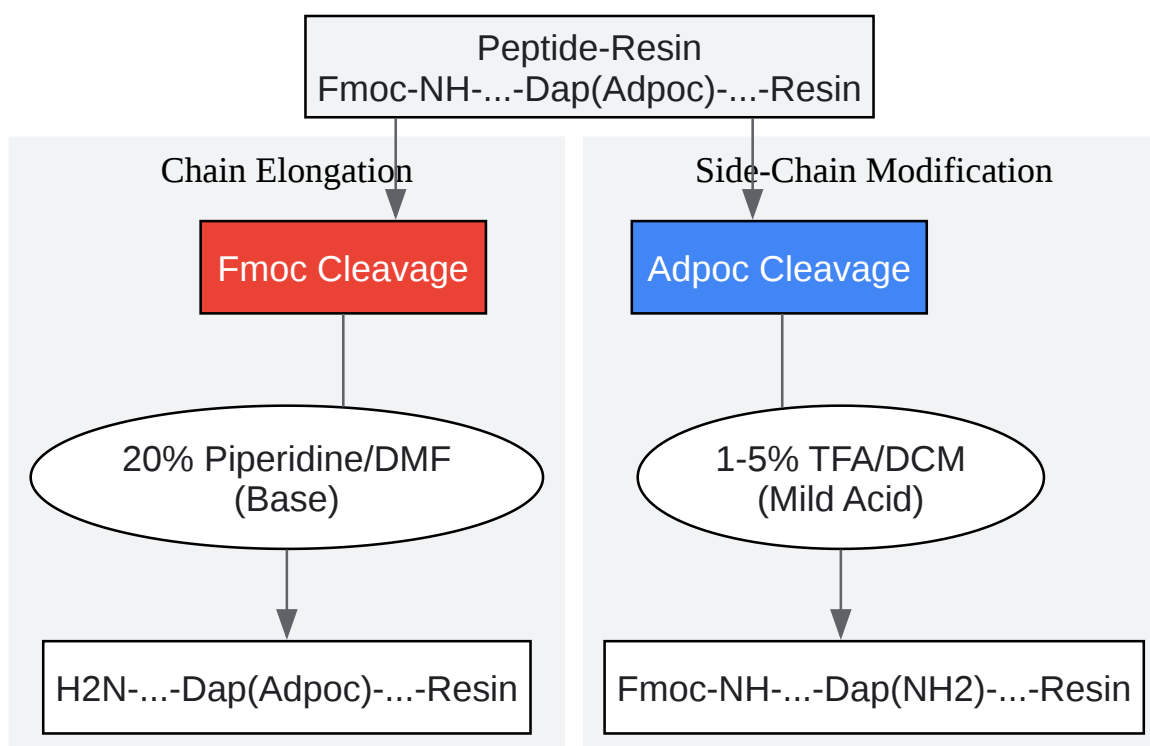 Peptide-Resin
Fmoc-NH-...-Dap(Adpoc)-...-Resin
Chain Elongation
Side-Chain Modification
Fmoc Cleavage
Adpoc Cleavage
20% Piperidine/DMF
(Base)
1-5% TFA/DCM
(Mild Acid)
H2N-...-Dap(Adpoc)-...-Resin
Fmoc-NH-...-Dap(NH2)-...-Resin